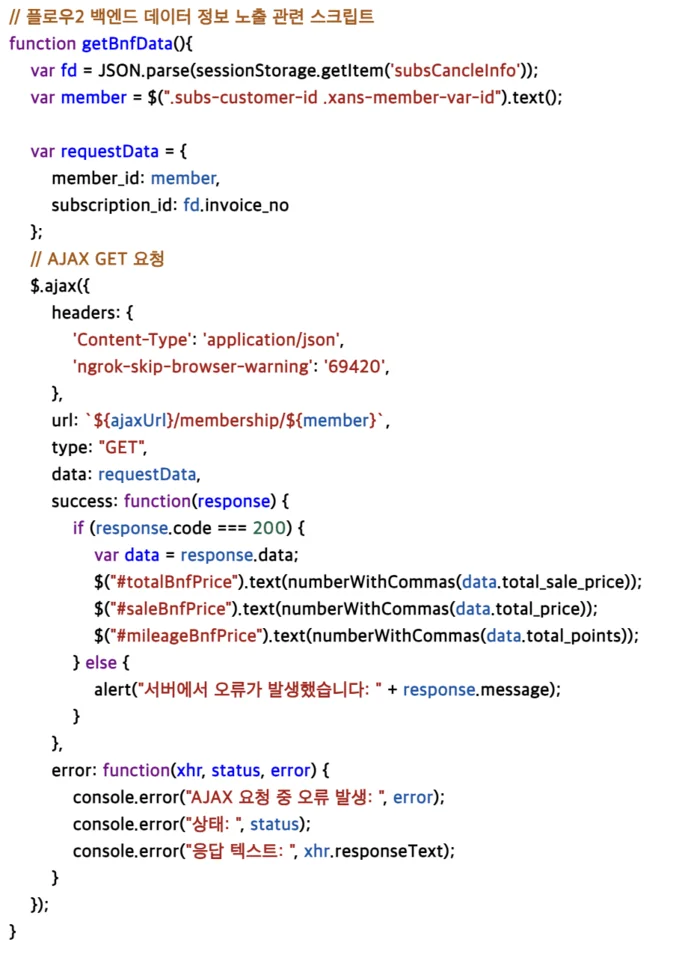 // 플로우2 백엔드 데이터 정보 노출 관련 스크립트
function getBnfData(){
var fd = JSON.parse(sessionStorage.getItem('subsCancleInfo'));
var member = $(".subs-customer-id .xans-member-var-id").text();
var requestData = {
member_id: member,
subscription_id: fd.invoice_no
};
// AJAX GET 요청
$.ajax({
headers: {
'Content-Type': 'application/json',
'ngrok-skip-browser-warning': '69420',
},
url: `${ajaxUrl}/membership/${member}`,
type: "GET",
data: requestData,
success: function(response) {
if (response.code === 200) {
var data = response.data;
$("#totalBnfPrice").text(numberWithCommas(data.total_sale_price));
$("#saleBnfPrice").text(numberWithCommas(data.total_price));
$("#mileageBnfPrice").text(numberWithCommas(data.total_points));
} else {
alert("서버에서 오류가 발생했습니다: " + response.message);
}
},
error: function(xhr, status, error) {
console.error("AJAX 요청 중 오류 발생: ", error);
console.error("상태: ", status);
console.error("응답 텍스트: ", xhr.responseText);
}
});
}